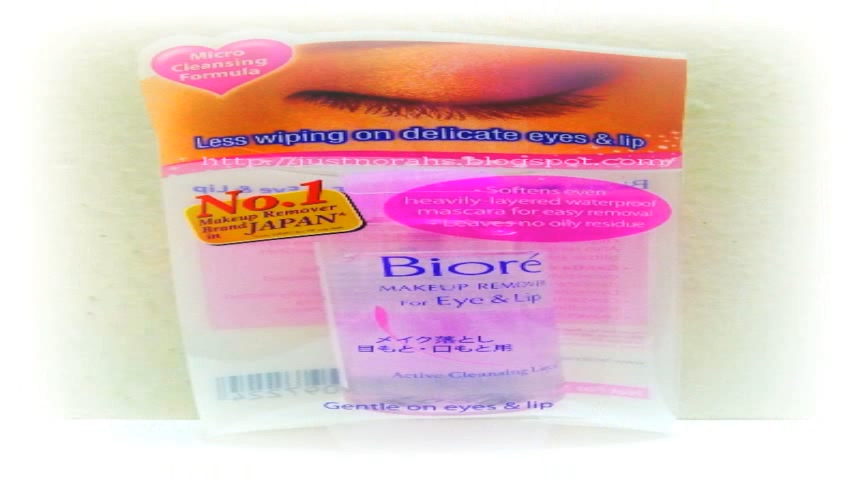 Micro
Cleansing
Formula
Less wiping on delicate eyes & lip
http://justnorahs.blogspot.com/
No.1
Makeup Remover
Brand
in JAPAN*
Softens even
heavily-layered waterproof
mascara for easy removal
Leaves no oily residue
Bioré
MAKEUP REMOVER
For Eye & Lip
メイク落とし
目もと・口もと用
Active Cleansing
Gentle on eyes & lip